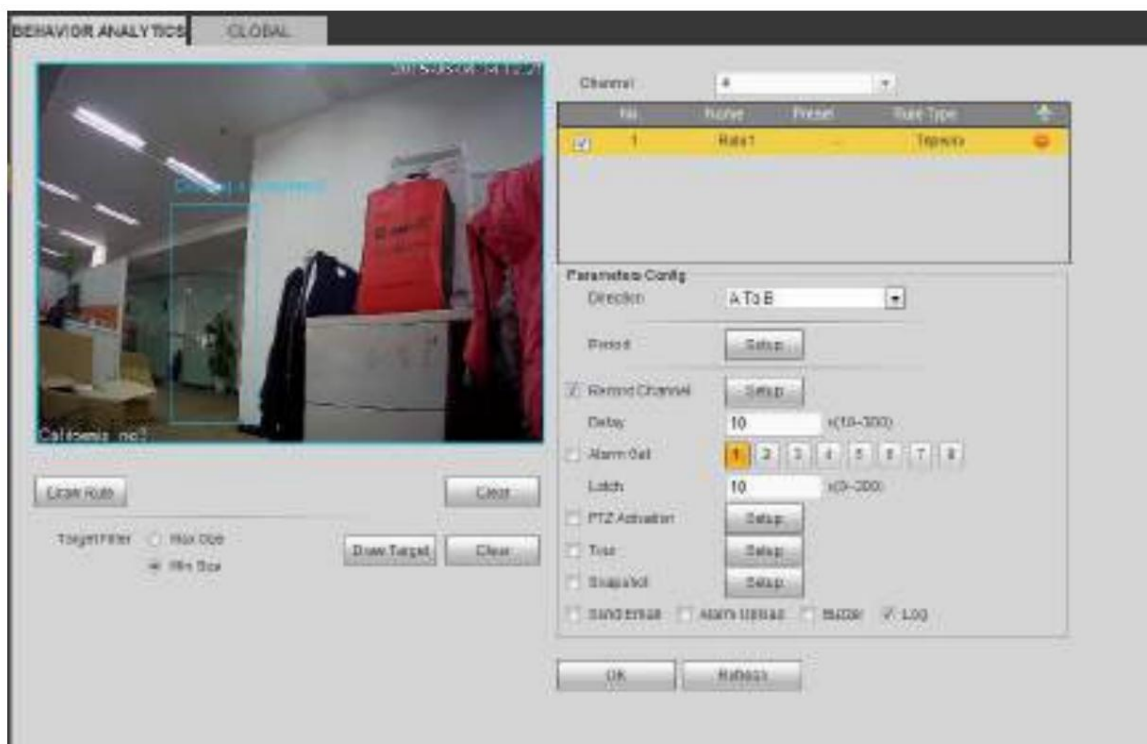 BEHAVIOR ANALYTICS
GLOBAL
Channel 4
No. Name Preset Rule Type
1 Rule1 -- Tripwire
Parameters Config
Direction A To B
Period Setup
Record Channel Setup
Delay 10 s(10~300)
Alarm Out 1 2 3 4 5 6 7 8
Latch 10 s(0~300)
PTZ Activation Setup
Tour Setup
Snapshot Setup
Send Email Alarm Upload Buzzer Log
OK Refresh
California no3
Draw Rule Clear
Target Filter Max Size
Min Size
Draw Target Clear